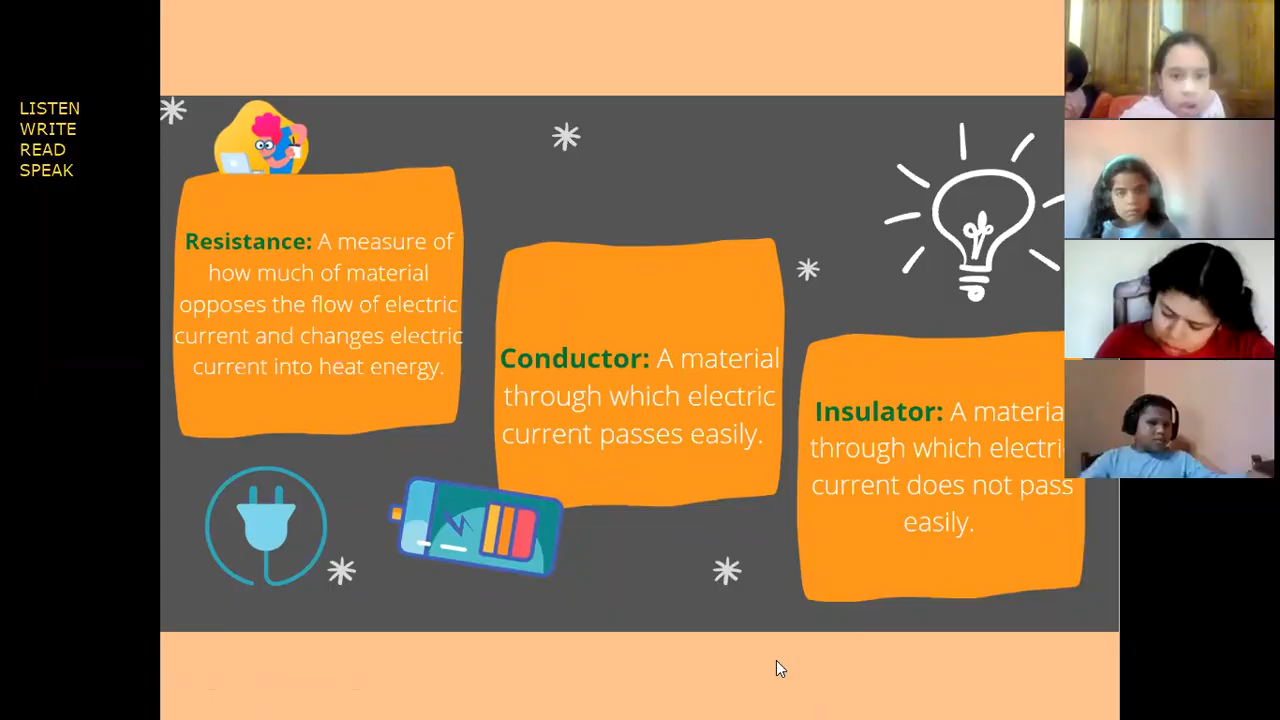 LISTEN
WRITE
READ
SPEAK
Resistance: A measure of
how much of material
opposes the flow of electric
current and changes electric
current into heat energy.
Conductor: A material
through which electric
current passes easily.
Insulator: A materia
through which electri
current does not pass
easily.